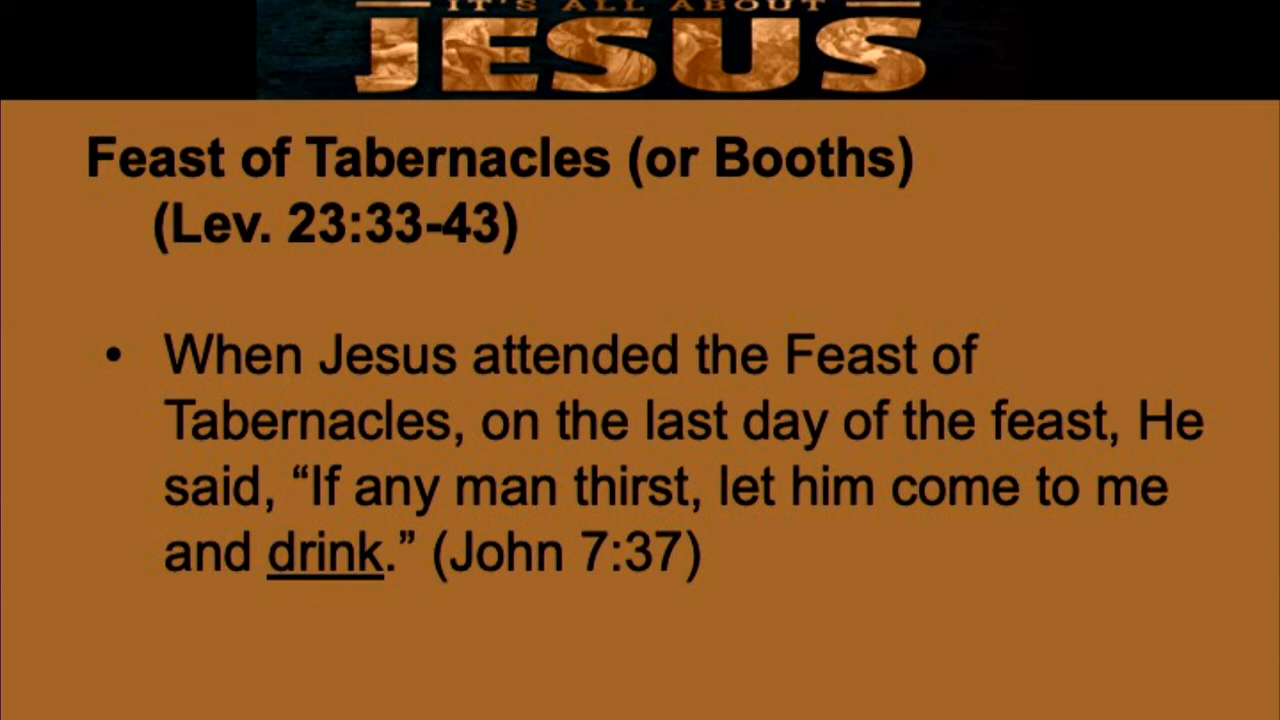 IT'S ALL ABOUT
JESUS
Feast of Tabernacles (or Booths)
(Lev. 23:33-43)
• When Jesus attended the Feast of
Tabernacles, on the last day of the feast, He
said, “If any man thirst, let him come to me
and drink.” (John 7:37)